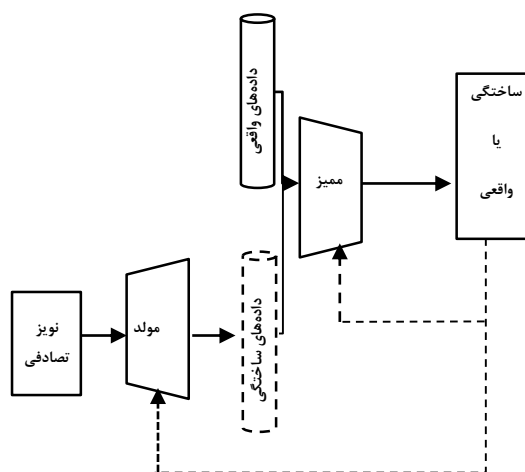 داده‌های واقعی
ساختگی
یا
واقعی
ممیز
داده‌های ساختگی
مولد
نویز
تصادفی